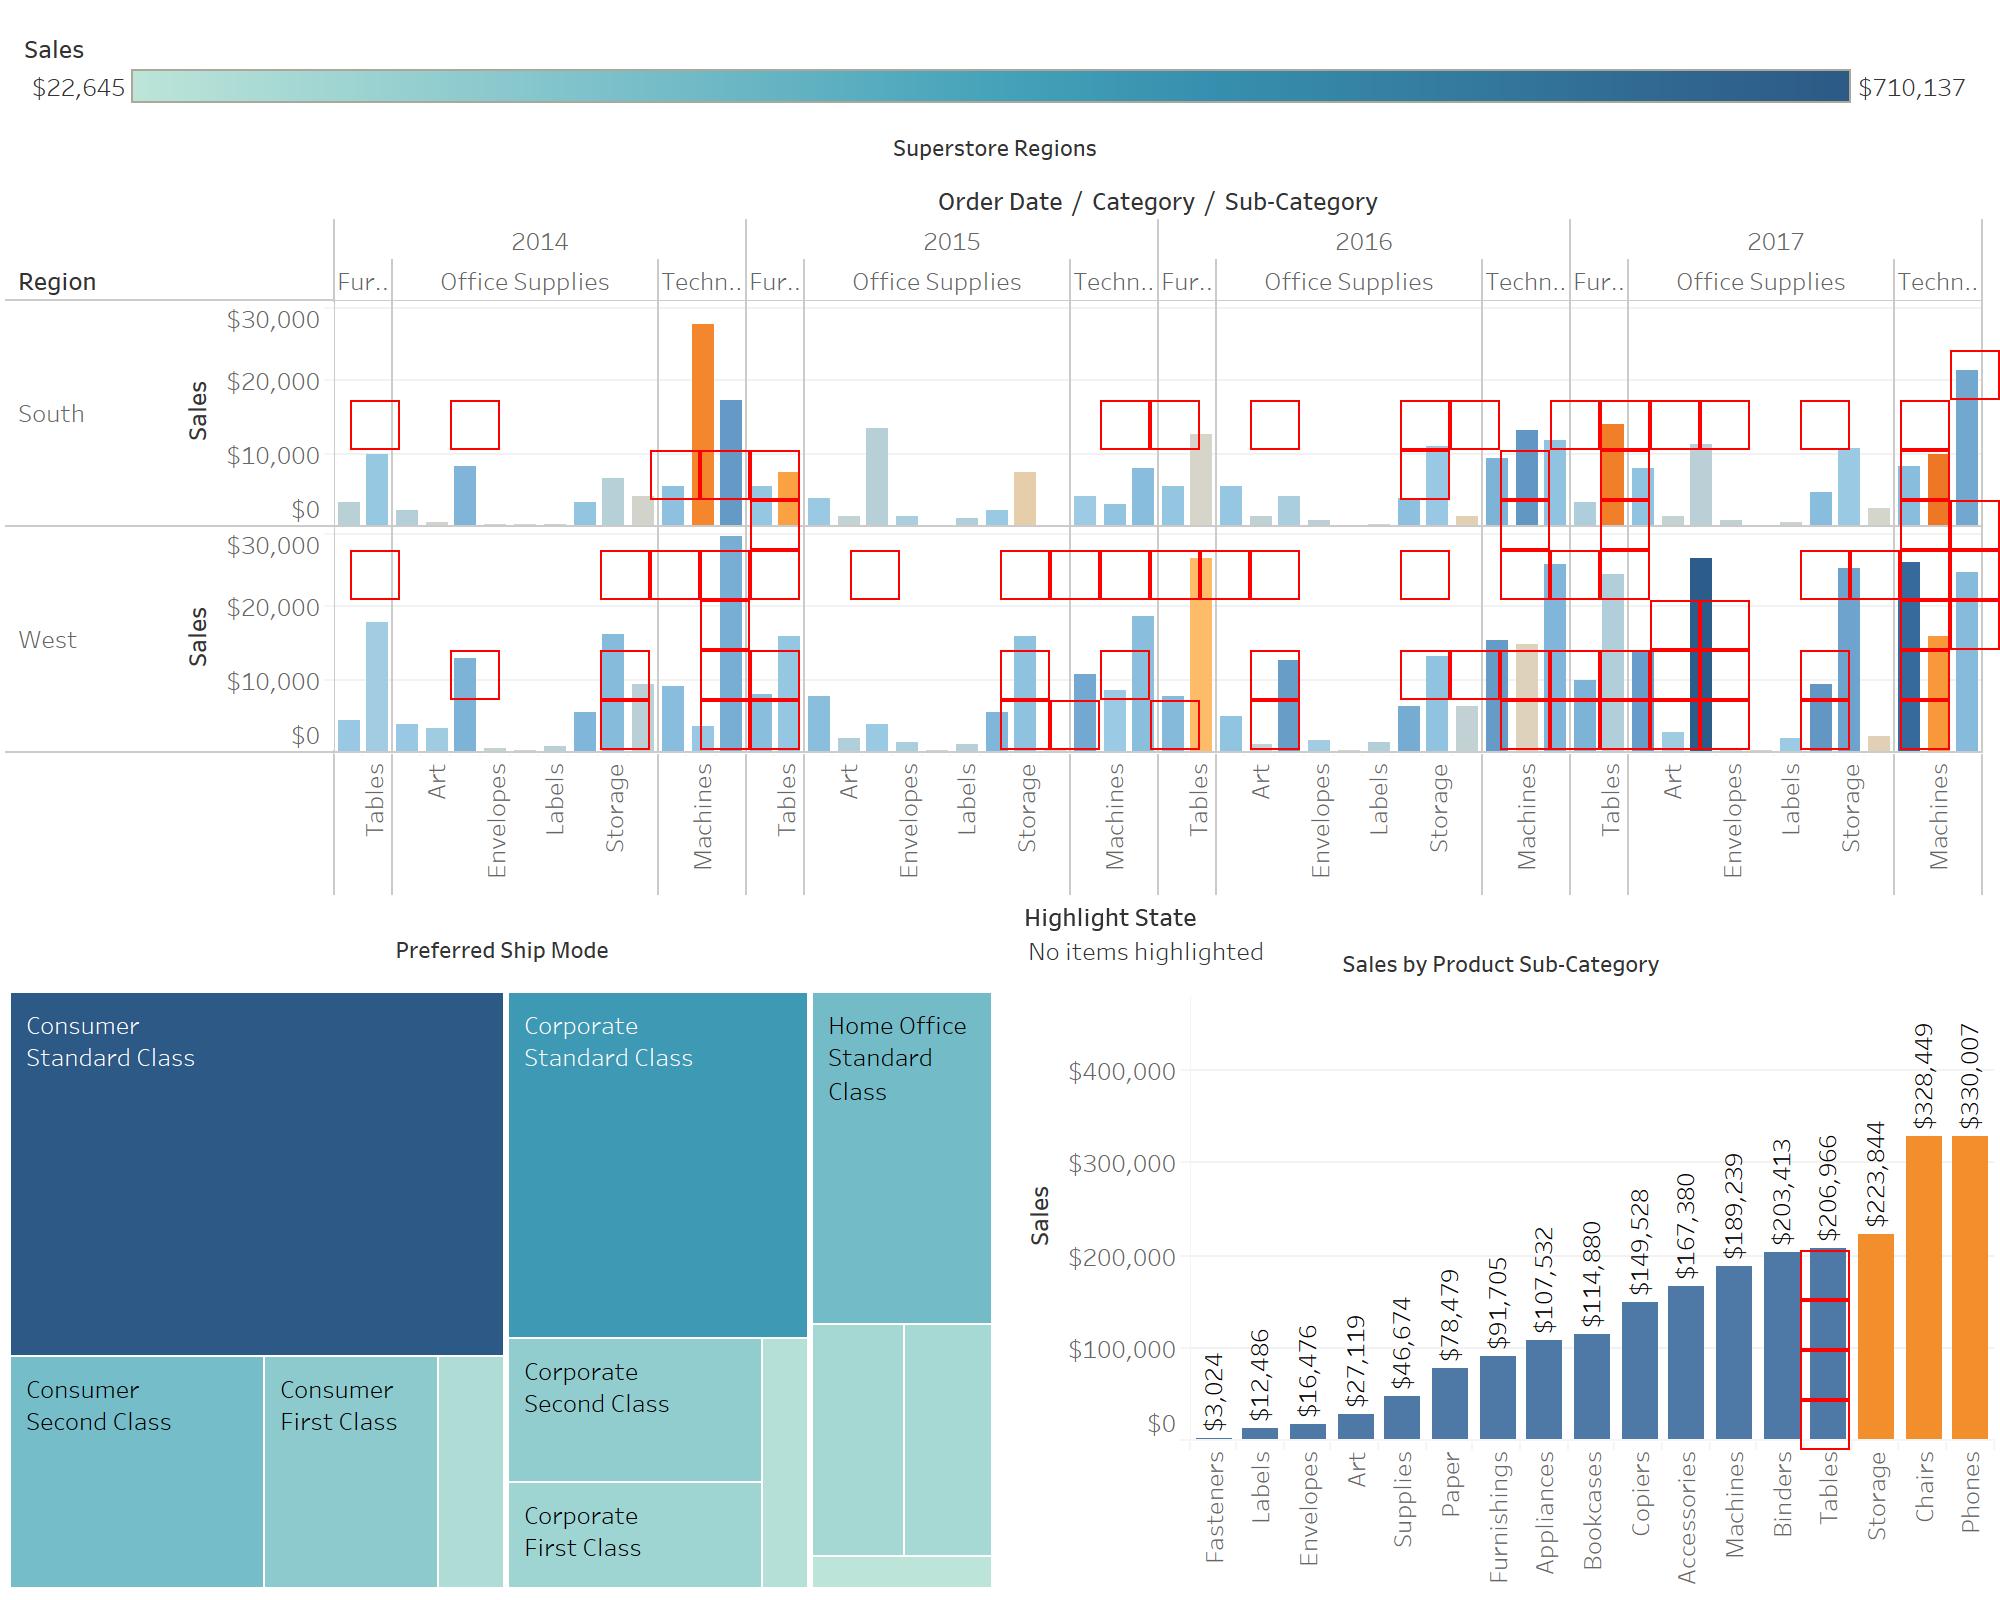 Sales
$22,645
$710,137
Superstore Regions
Order Date / Category / Sub-Category
2014
2015
2016
2017
Region
Fur..
Office Supplies
Techn..
Fur..
Office Supplies
Techn..
Fur..
Office Supplies
Techn..
Fur..
Office Supplies
Techn..
South
Sales
$30,000
$20,000
$10,000
$0
West
Sales
$30,000
$20,000
$10,000
$0
Tables
Art
Envelopes
Labels
Storage
Machines
Tables
Art
Envelopes
Labels
Storage
Machines
Tables
Art
Envelopes
Labels
Storage
Machines
Tables
Art
Envelopes
Labels
Storage
Machines
Preferred Ship Mode
Consumer
Standard Class
Corporate
Standard Class
Home Office
Standard
Class
Consumer
Second Class
Consumer
First Class
Corporate
Second Class
Corporate
First Class
Highlight State
No items highlighted
Sales by Product Sub-Category
Sales
$400,000
$300,000
$200,000
$100,000
$0
$3,024
$12,486
$16,476
$27,119
$46,674
$78,479
$91,705
$107,532
$114,880
$149,528
$167,380
$189,239
$203,413
$206,966
$223,844
$328,449
$330,007
Fasteners
Labels
Envelopes
Art
Supplies
Paper
Furnishings
Appliances
Bookcases
Copiers
Accessories
Machines
Binders
Tables
Storage
Chairs
Phones